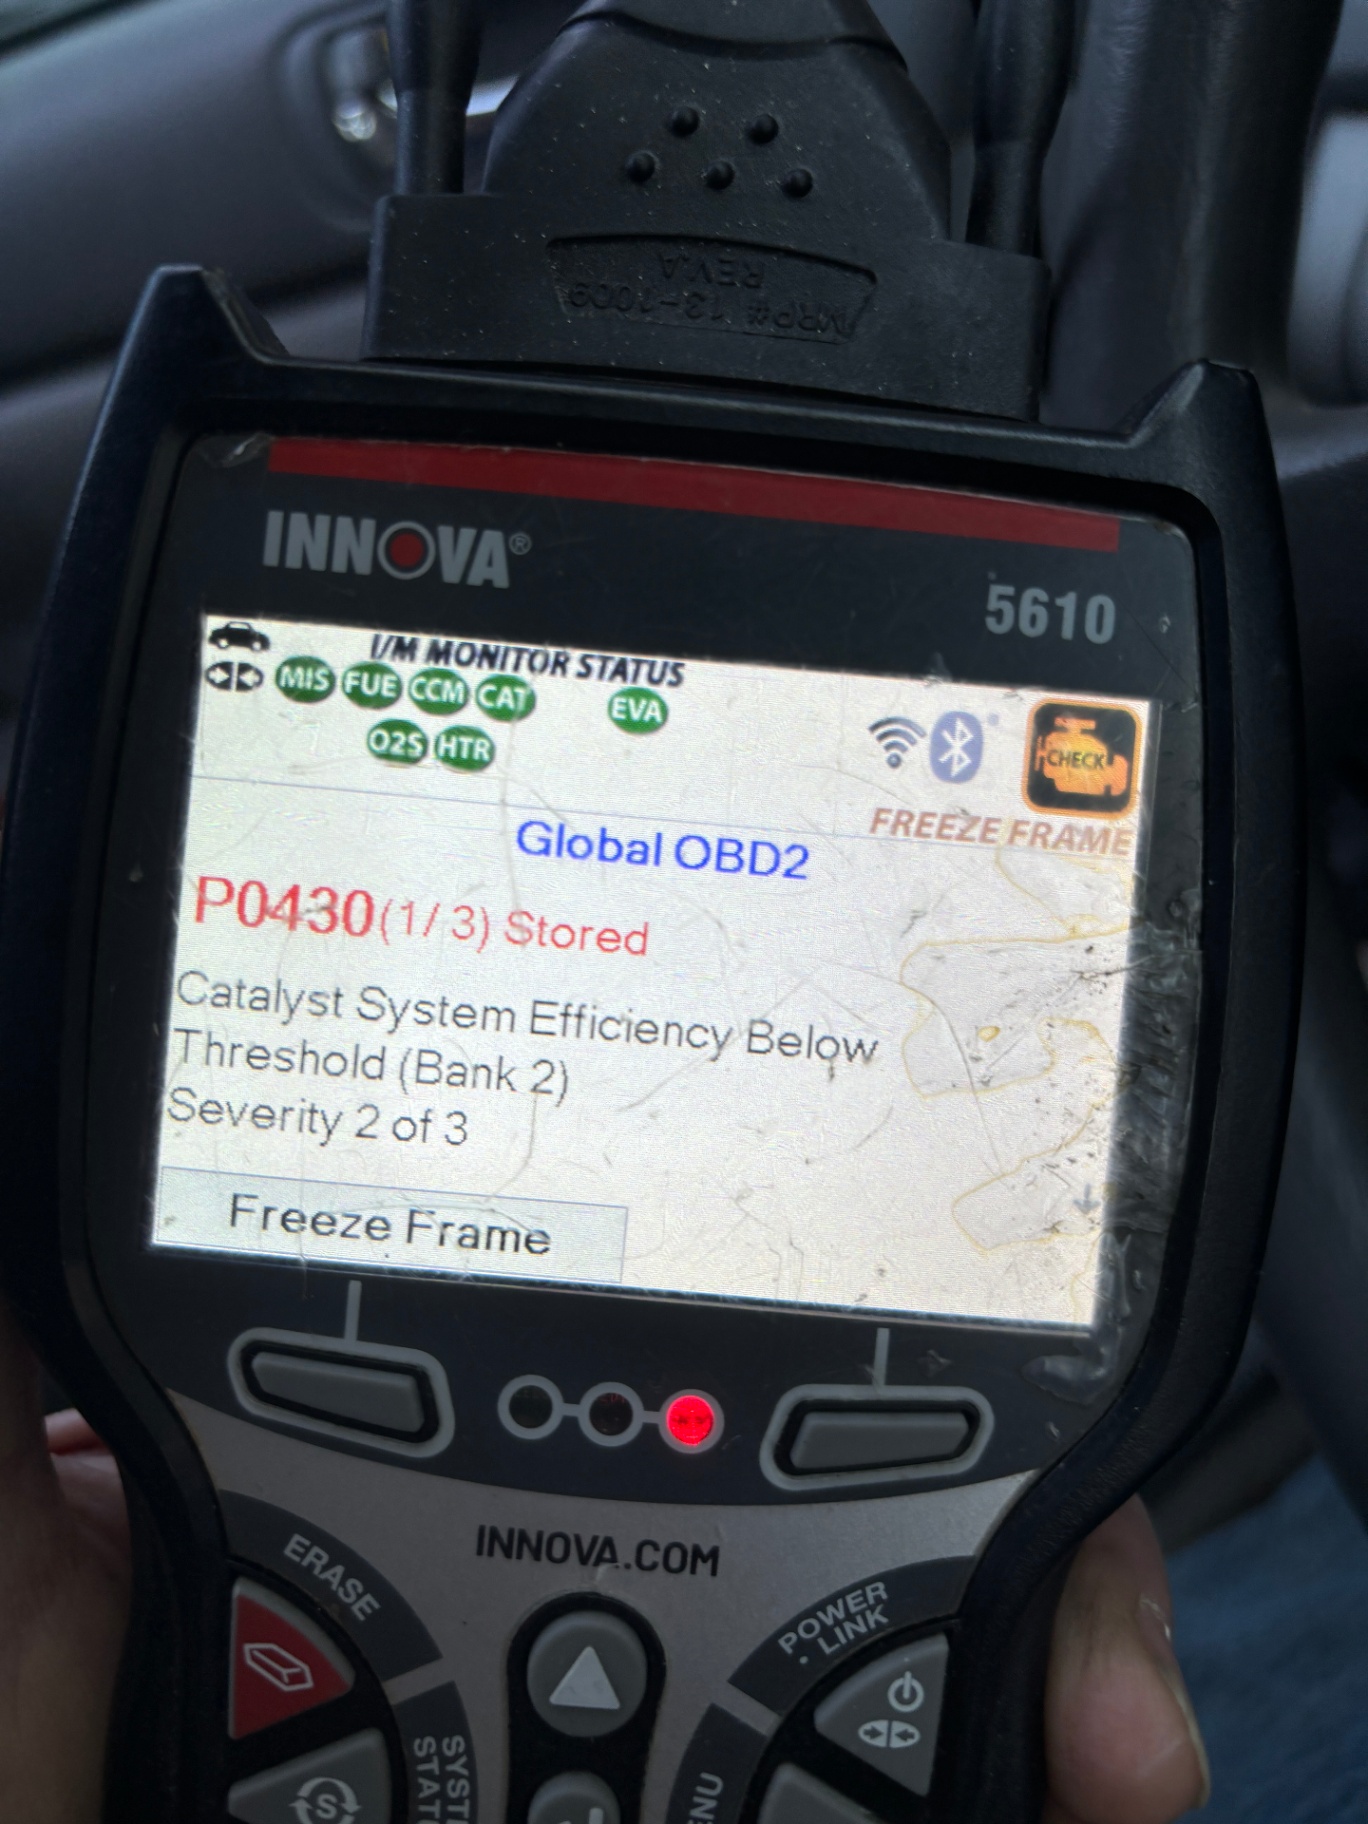 MRP# 13-1009
REV.A
INNOVA®
5610
I/M MONITOR STATUS
MIS FUE CCM CAT EVA
O2S HTR
CHECK
FREEZE FRAME
Global OBD2
P0430(1/ 3) Stored
Catalyst System Efficiency Below
Threshold (Bank 2)
Severity 2 of 3
Freeze Frame
INNOVA.COM
ERASE
POWER
LINK
S